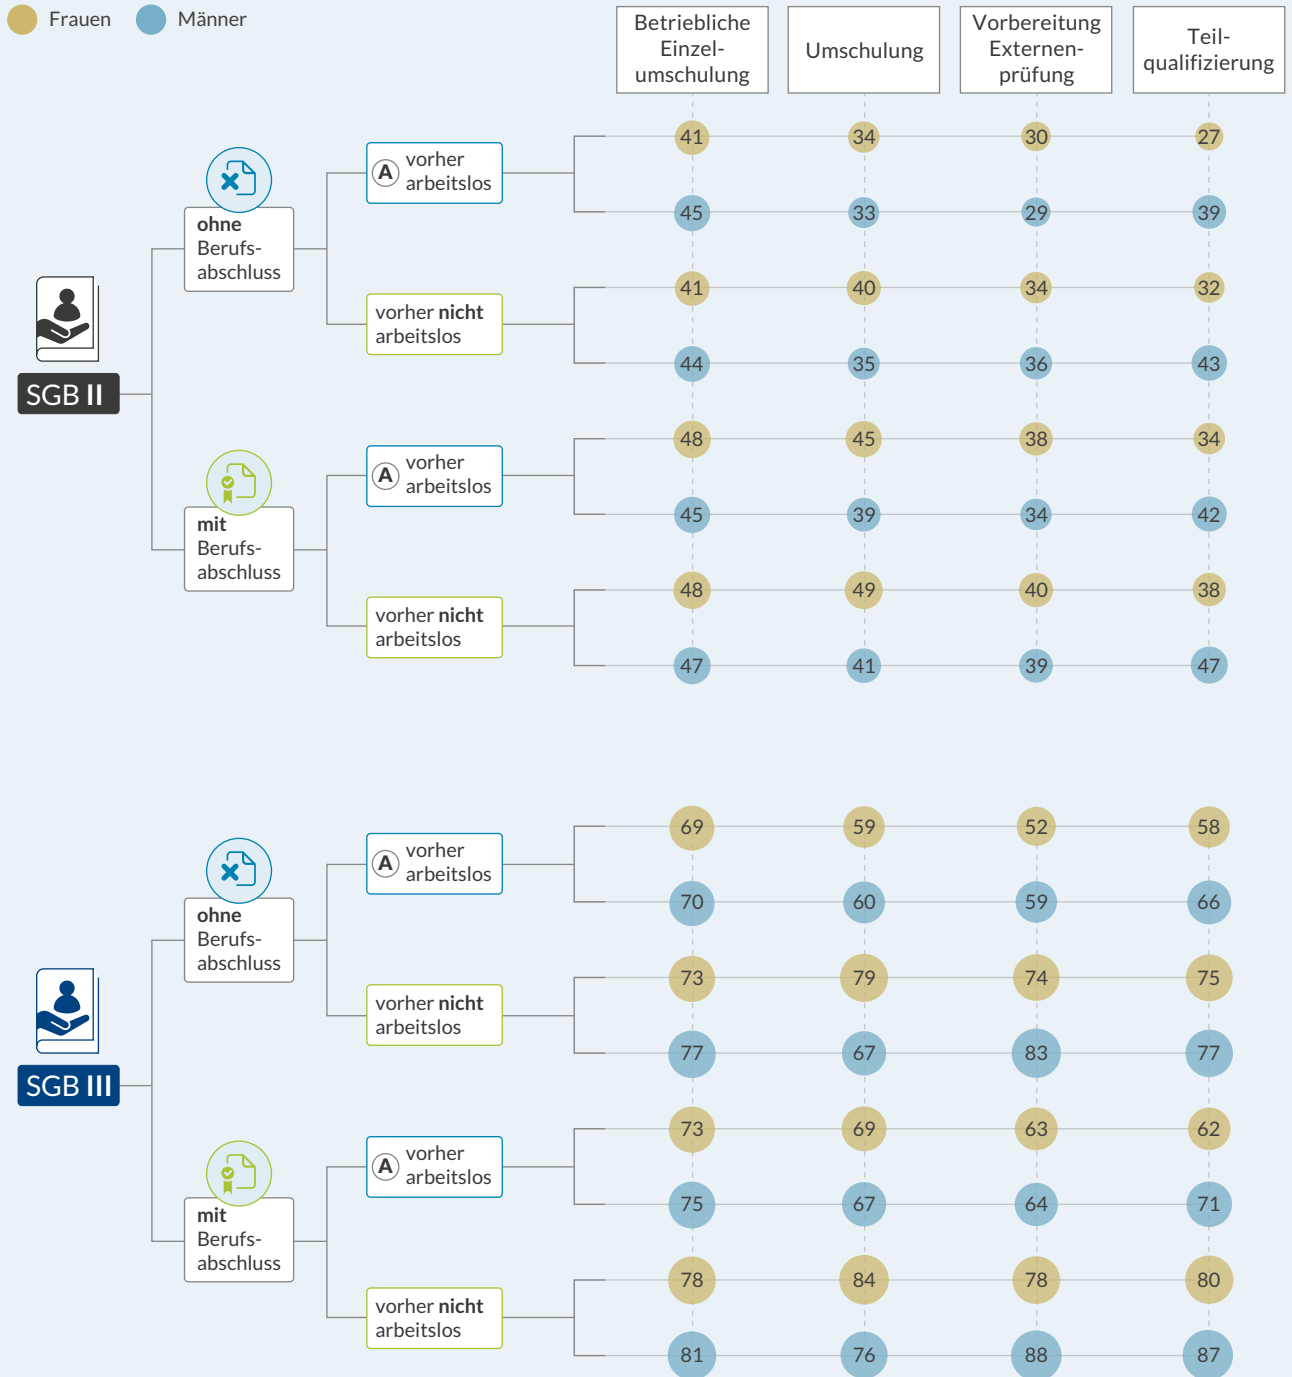 Frauen
Männer
Betriebliche
Einzel-
umschulung
Umschulung
Vorbereitung
Externen-
prüfung
Teil-
qualifizierung
SGB II
ohne
Berufs-
abschluss
A vorher
arbeitslos
41 34 30 27
45 33 29 39
vorher nicht
arbeitslos
41 40 34 32
44 35 36 43
mit
Berufs-
abschluss
A vorher
arbeitslos
48 45 38 34
45 39 34 42
vorher nicht
arbeitslos
48 49 40 38
47 41 39 47
SGB III
ohne
Berufs-
abschluss
A vorher
arbeitslos
69 59 52 58
70 60 59 66
vorher nicht
arbeitslos
73 79 74 75
77 67 83 77
mit
Berufs-
abschluss
A vorher
arbeitslos
73 69 63 62
75 67 64 71
vorher nicht
arbeitslos
78 84 78 80
81 76 88 87